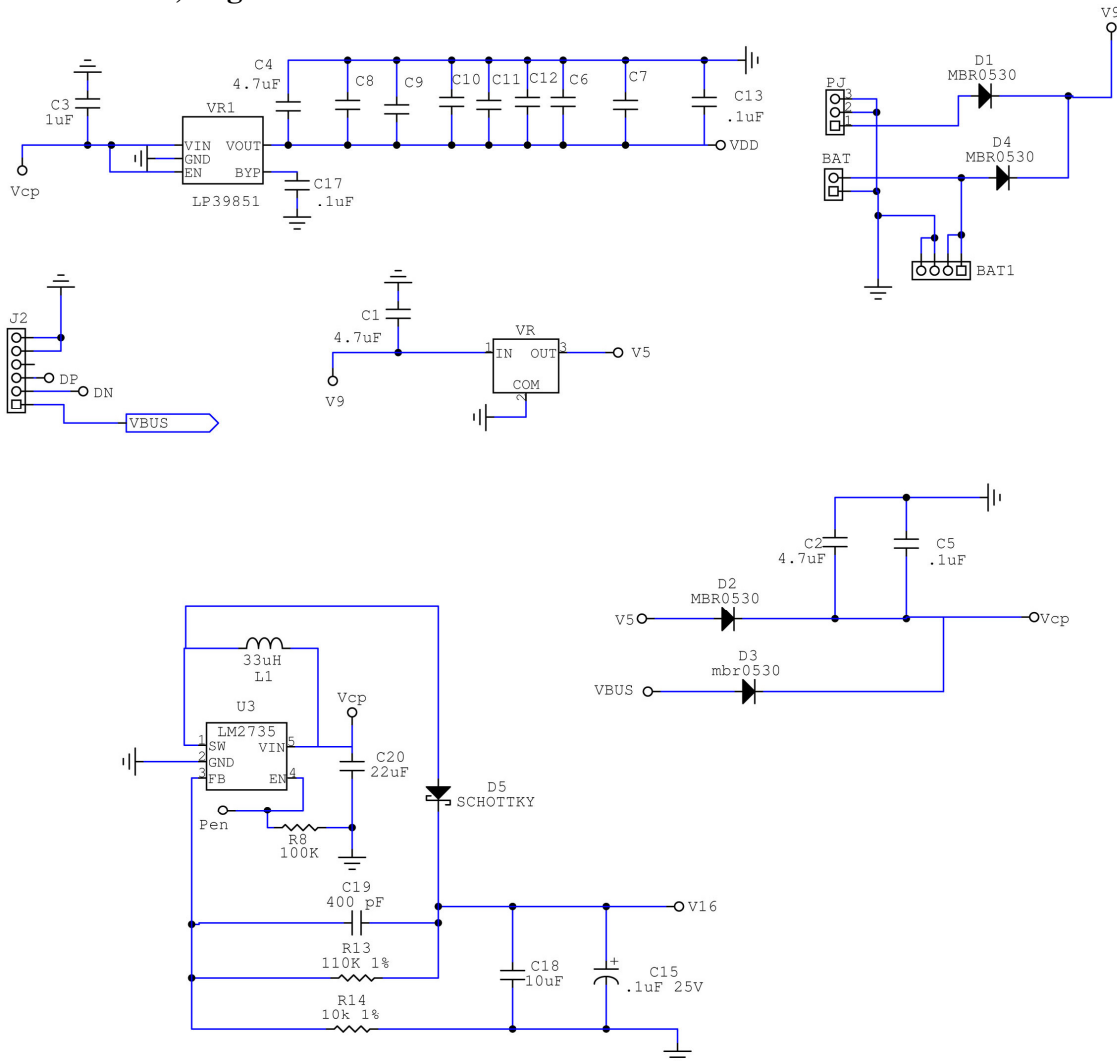 V9
D1
MBR0530
PJ
3
2
1
D4
MBR0530
BAT
BAT1
C4
4.7uF
C8
C9
C10
C11
C12
C6
C7
C13
.1uF
C3
1uF
VR1
VIN
VOUT
GND
EN
BYP
LP39851
VDD
Vcp
C17
.1uF
J2
DP
DN
VBUS
C1
4.7uF
VR
1
IN
OUT
3
V5
COM
2
V9
C2
4.7uF
C5
.1uF
D2
MBR0530
V5
Vcp
D3
mbr0530
VBUS
33uH
L1
Vcp
U3
LM2735
1
SW
VIN
5
2
GND
3
FB
EN
4
C20
22uF
Pen
R8
100K
D5
SCHOTTKY
C19
400 pF
V16
R13
110K 1%
C18
10uF
+
C15
.1uF 25V
R14
10k 1%